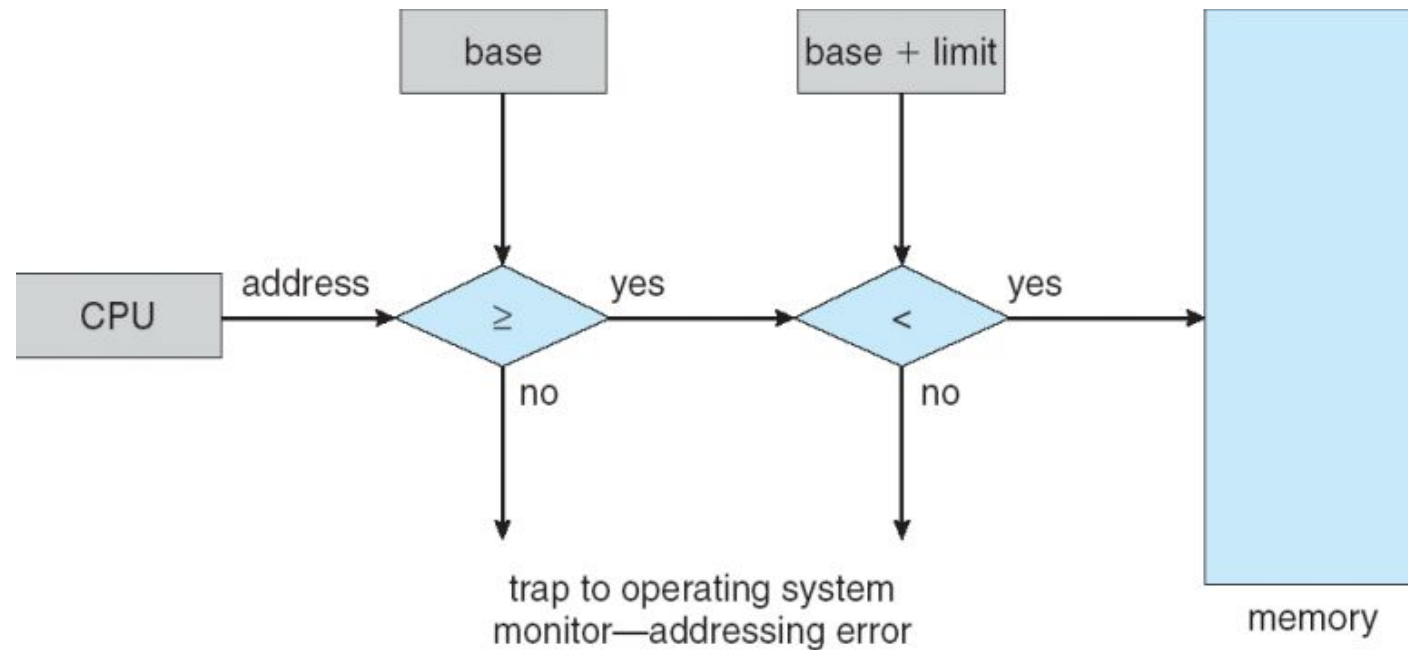 base
base + limit
CPU
address
≥
yes
<
yes
no
no
trap to operating system
monitor—addressing error
memory